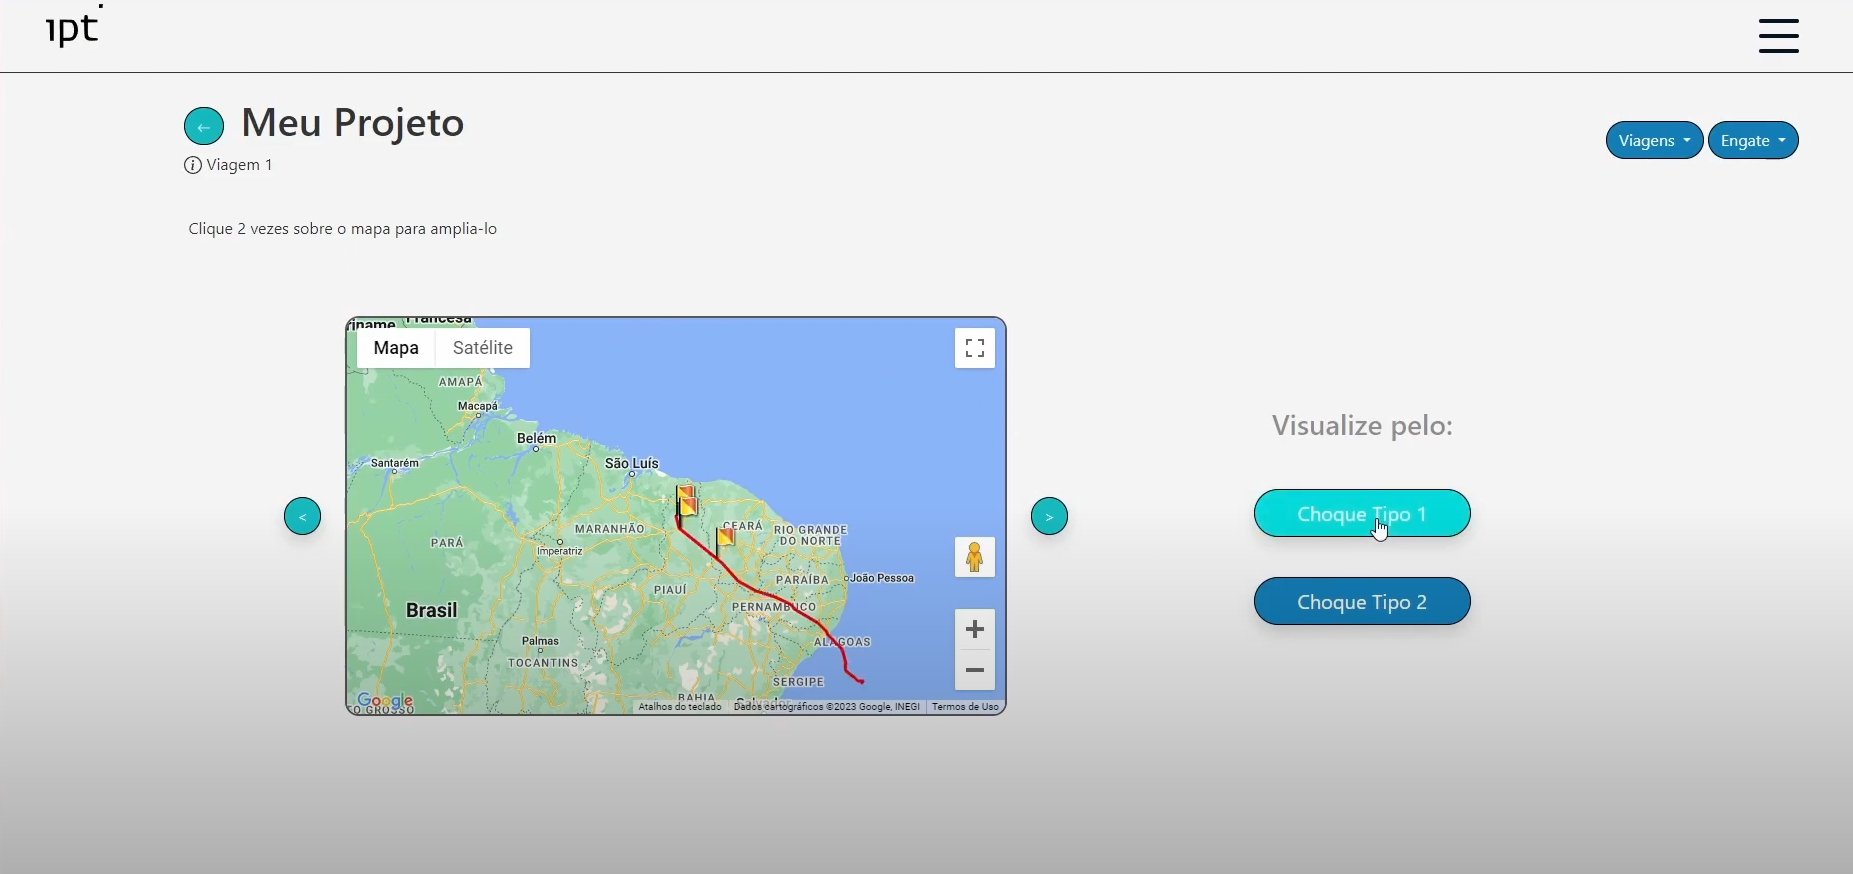 ipt
Meu Projeto
Viagem 1
Viagens
Engate
Clique 2 vezes sobre o mapa para amplia-lo
Mapa
Satélite
AMAPÁ
Macapá
Belém
Santarém
São Luís
MARANHÃO
CEARÁ
RIO GRANDE
DO NORTE
PARÁ
Imperatriz
PARAÍBA
João Pessoa
PIAUÍ
PERNAMBUCO
Brasil
Palmas
TOCANTINS
ALAGOAS
SERGIPE
BAHIA
Google
Atalhos do teclado
Dados cartográficos ©2023 Google, INEGI
Termos de Uso
<
>
Visualize pelo:
Choque Tipo 1
Choque Tipo 2